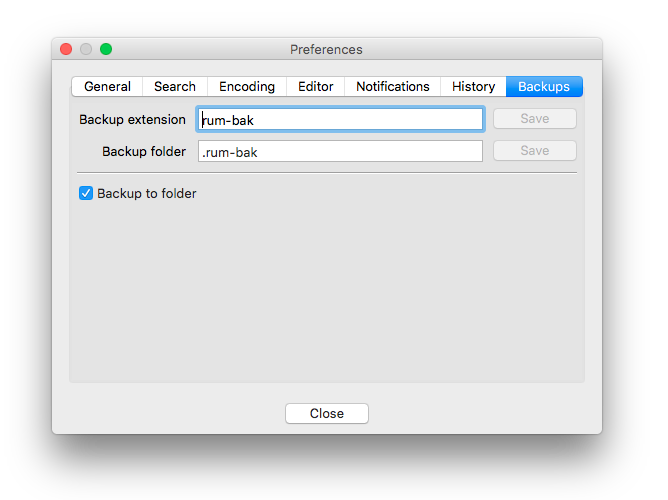 Preferences
General Search Encoding Editor Notifications History Backups
Backup extension rum-bak Save
Backup folder .rum-bak Save
Backup to folder
Close